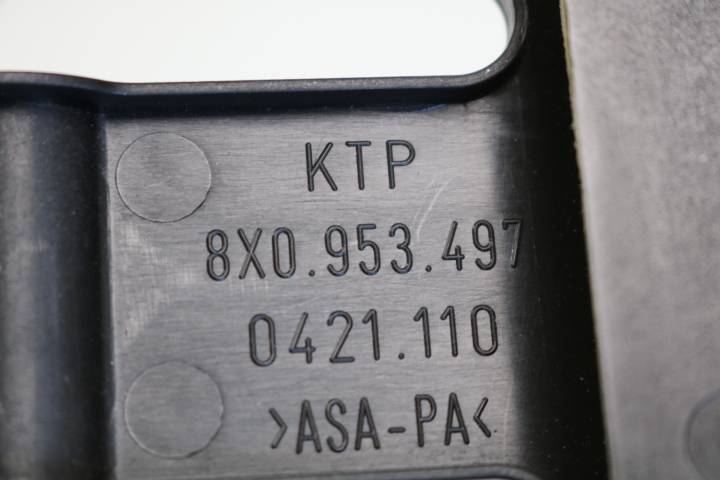 KTP
8X0.953.497
0421.110
>ASA-PA<